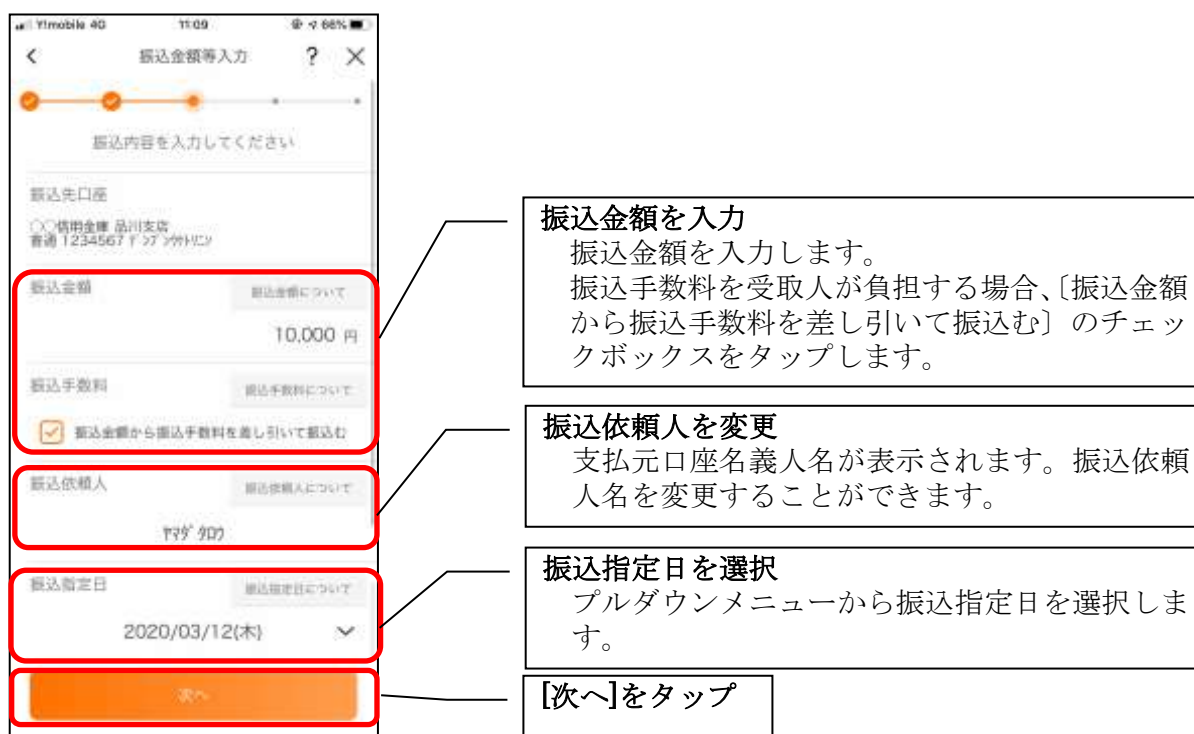 Y!mobile 4G 11:09 66%
振込金額等入力 ? ×
振込内容を入力してください
振込先口座
○○信用金庫 品川支店
普通 1234567
振込金額 振込金額について
10,000 円
振込手数料 振込手数料について
振込金額から振込手数料を差し引いて振込む
振込依頼人 振込依頼人について
ﾔﾏﾀﾞ ﾀﾛｳ
振込指定日 振込指定日について
2020/03/12(木)
次へ
振込金額を入力
振込金額を入力します。
振込手数料を受取人が負担する場合、〔振込金額
から振込手数料を差し引いて振込む〕のチェッ
クボックスをタップします。
振込依頼人を変更
支払元口座名義人名が表示されます。振込依頼
人名を変更することができます。
振込指定日を選択
プルダウンメニューから振込指定日を選択しま
す。
[次へ]をタップ